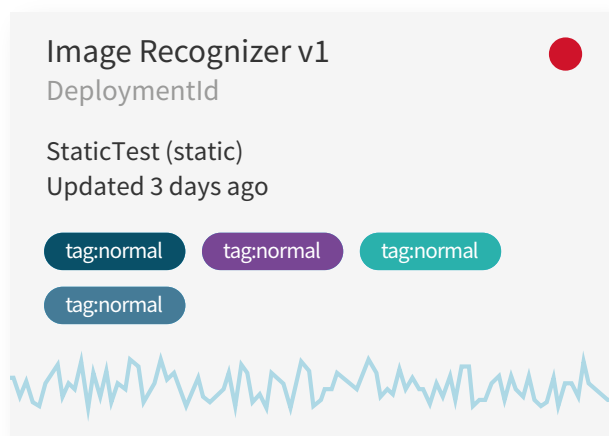 Image Recognizer v1
DeploymentId
StaticTest (static)
Updated 3 days ago
tag:normal tag:normal tag:normal
tag:normal